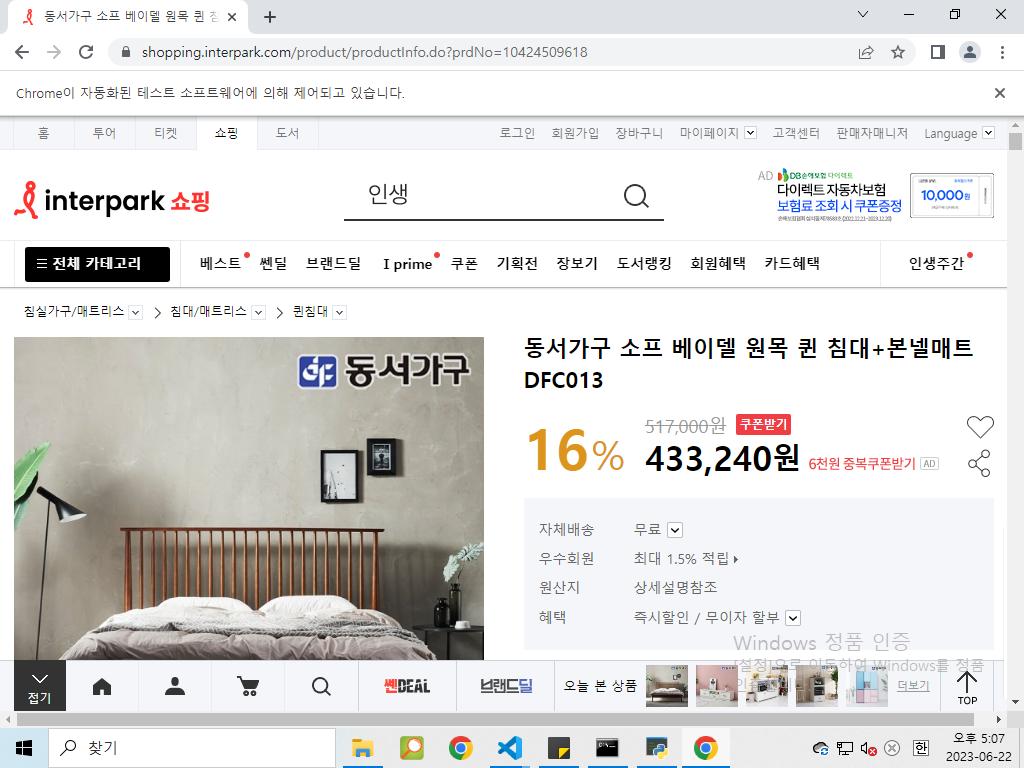 동서가구 소프 베이델 원목 퀸 침
shopping.interpark.com/product/productInfo.do?prdNo=10424509618
Chrome이 자동화된 테스트 소프트웨어에 의해 제어되고 있습니다.
홈 투어 티켓 쇼핑 도서 로그인 회원가입 장바구니 마이페이지 고객센터 판매자매니저 Language
interpark 쇼핑 인생
AD DB손해보험 다이렉트
다이렉트 자동차보험
보험료 조회 시 쿠폰증정
10,000원
전체 카테고리 베스트 쎈딜 브랜드딜 I prime 쿠폰 기획전 장보기 도서랭킹 회원혜택 카드혜택 인생주간
침실가구/매트리스 침대/매트리스 퀸침대
동서가구
동서가구 소프 베이델 원목 퀸 침대+본넬매트
DFC013
16% 517,000원 쿠폰받기
433,240원 6천원 중복쿠폰받기 AD
자체배송 무료
우수회원 최대 1.5% 적립
원산지 상세설명참조
혜택 즉시할인 / 무이자 할부
Windows 정품 인증
[설정]으로 이동하여 Windows를 정품
접기 쎈DEAL 브랜드딜 오늘 본 상품 더보기 TOP
찾기 한 오후 5:07
2023-06-22